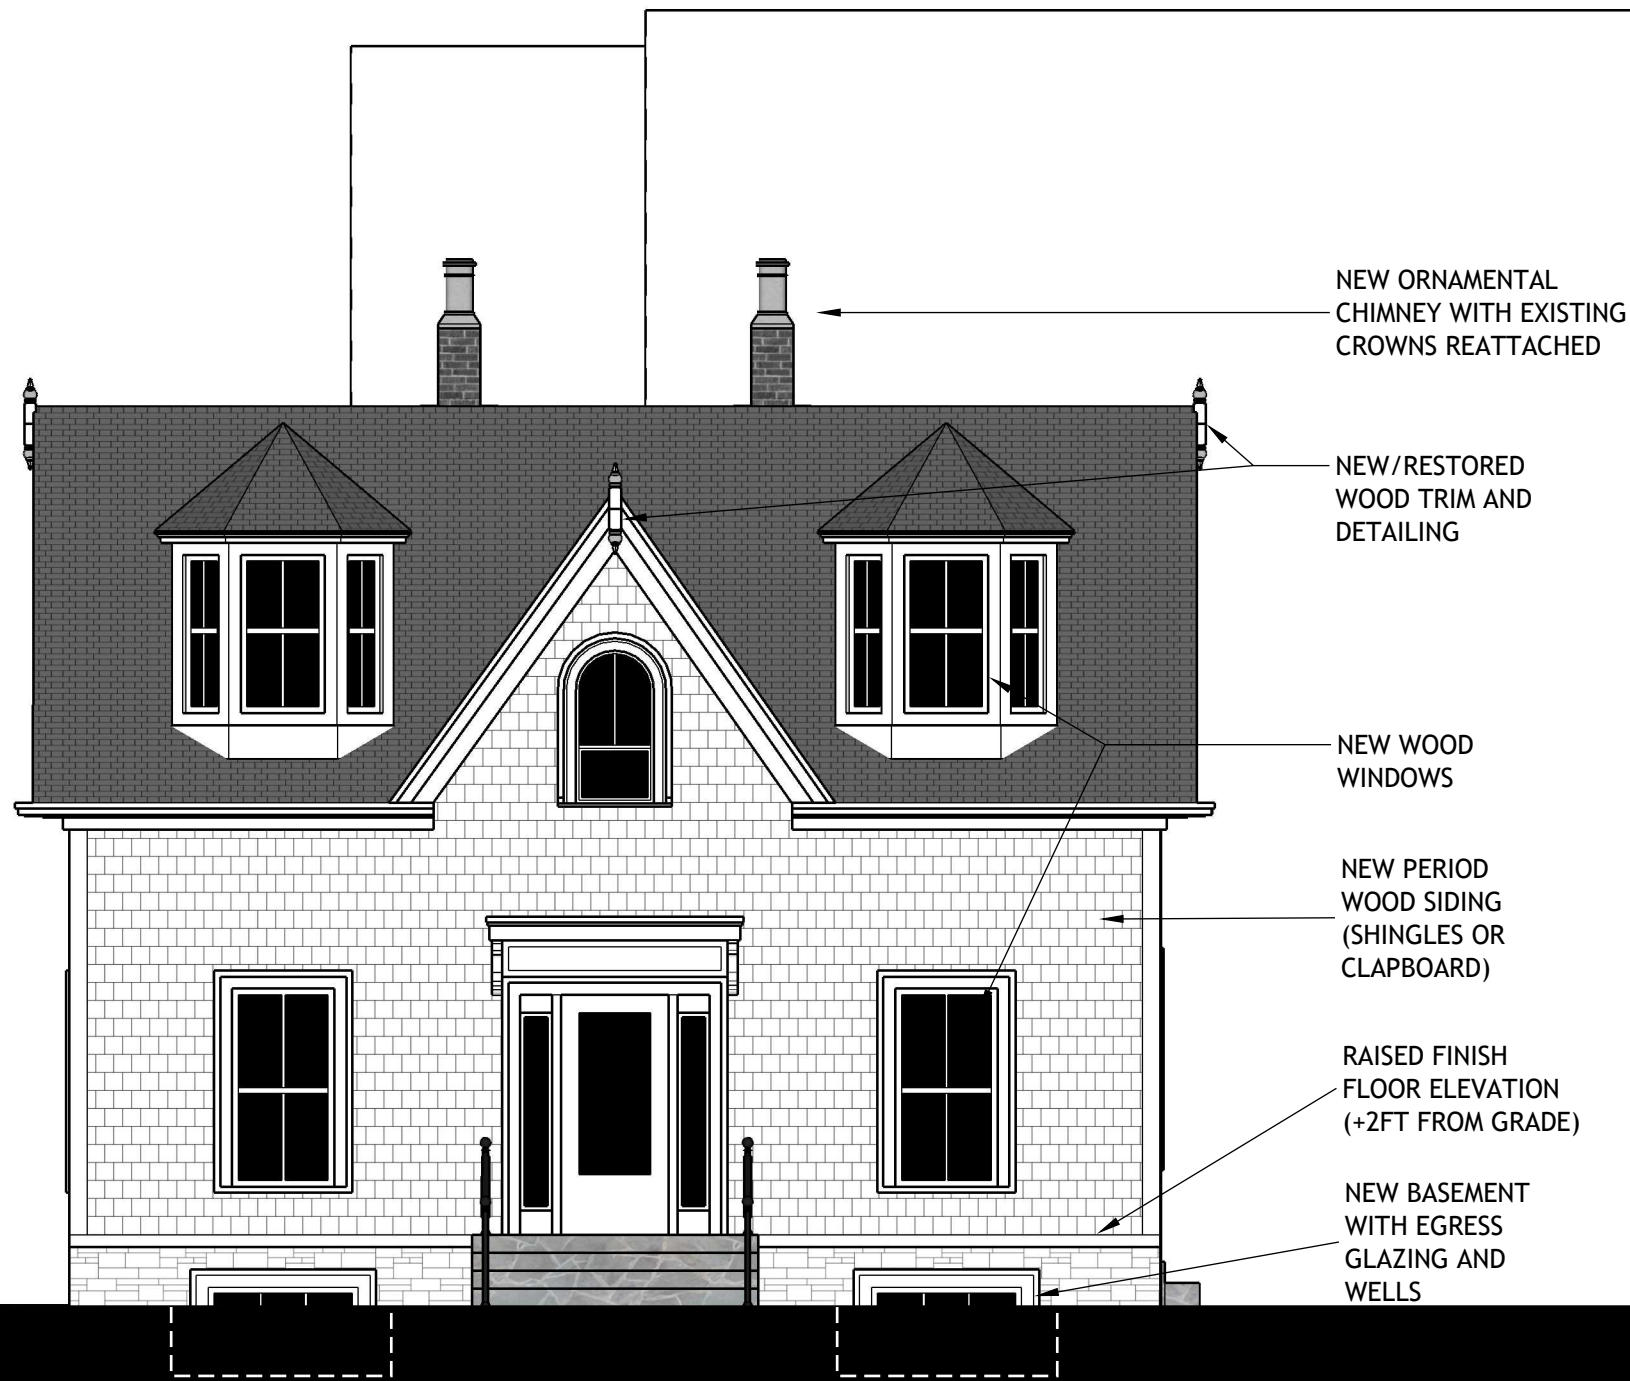 NEW ORNAMENTAL
CHIMNEY WITH EXISTING
CROWNS REATTACHED
NEW/RESTORED
WOOD TRIM AND
DETAILING
NEW WOOD
WINDOWS
NEW PERIOD
WOOD SIDING
(SHINGLES OR
CLAPBOARD)
RAISED FINISH
FLOOR ELEVATION
(+2FT FROM GRADE)
NEW BASEMENT
WITH EGRESS
GLAZING AND
WELLS